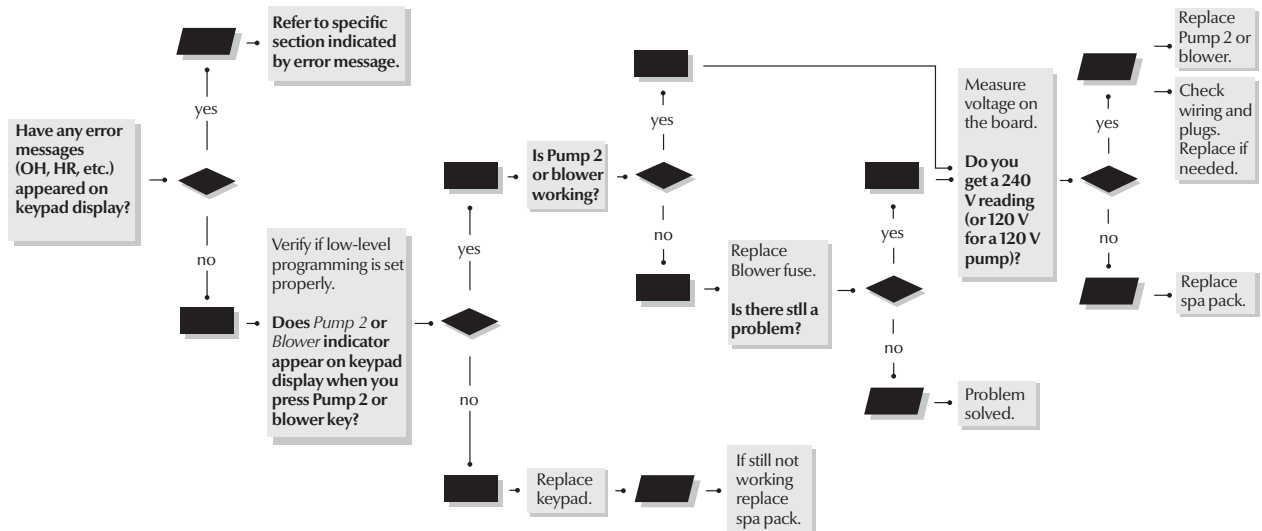 Have any error
messages
(OH, HR, etc.)
appeared on
keypad display?
yes
Refer to specific
section indicated
by error message.
no
Verify if low-level
programming is set
properly.
Does Pump 2 or
Blower indicator
appear on keypad
display when you
press Pump 2 or
blower key?
yes
Is Pump 2
or blower
working?
yes
no
Replace
Blower fuse.
Is there stll a
problem?
yes
no
Problem
solved.
Measure
voltage on
the board.
Do you
get a 240
V reading
(or 120 V
for a 120 V
pump)?
yes
Replace
Pump 2 or
blower.
Check
wiring and
plugs.
Replace if
needed.
no
Replace
spa pack.
no
Replace
keypad.
If still not
working
replace
spa pack.